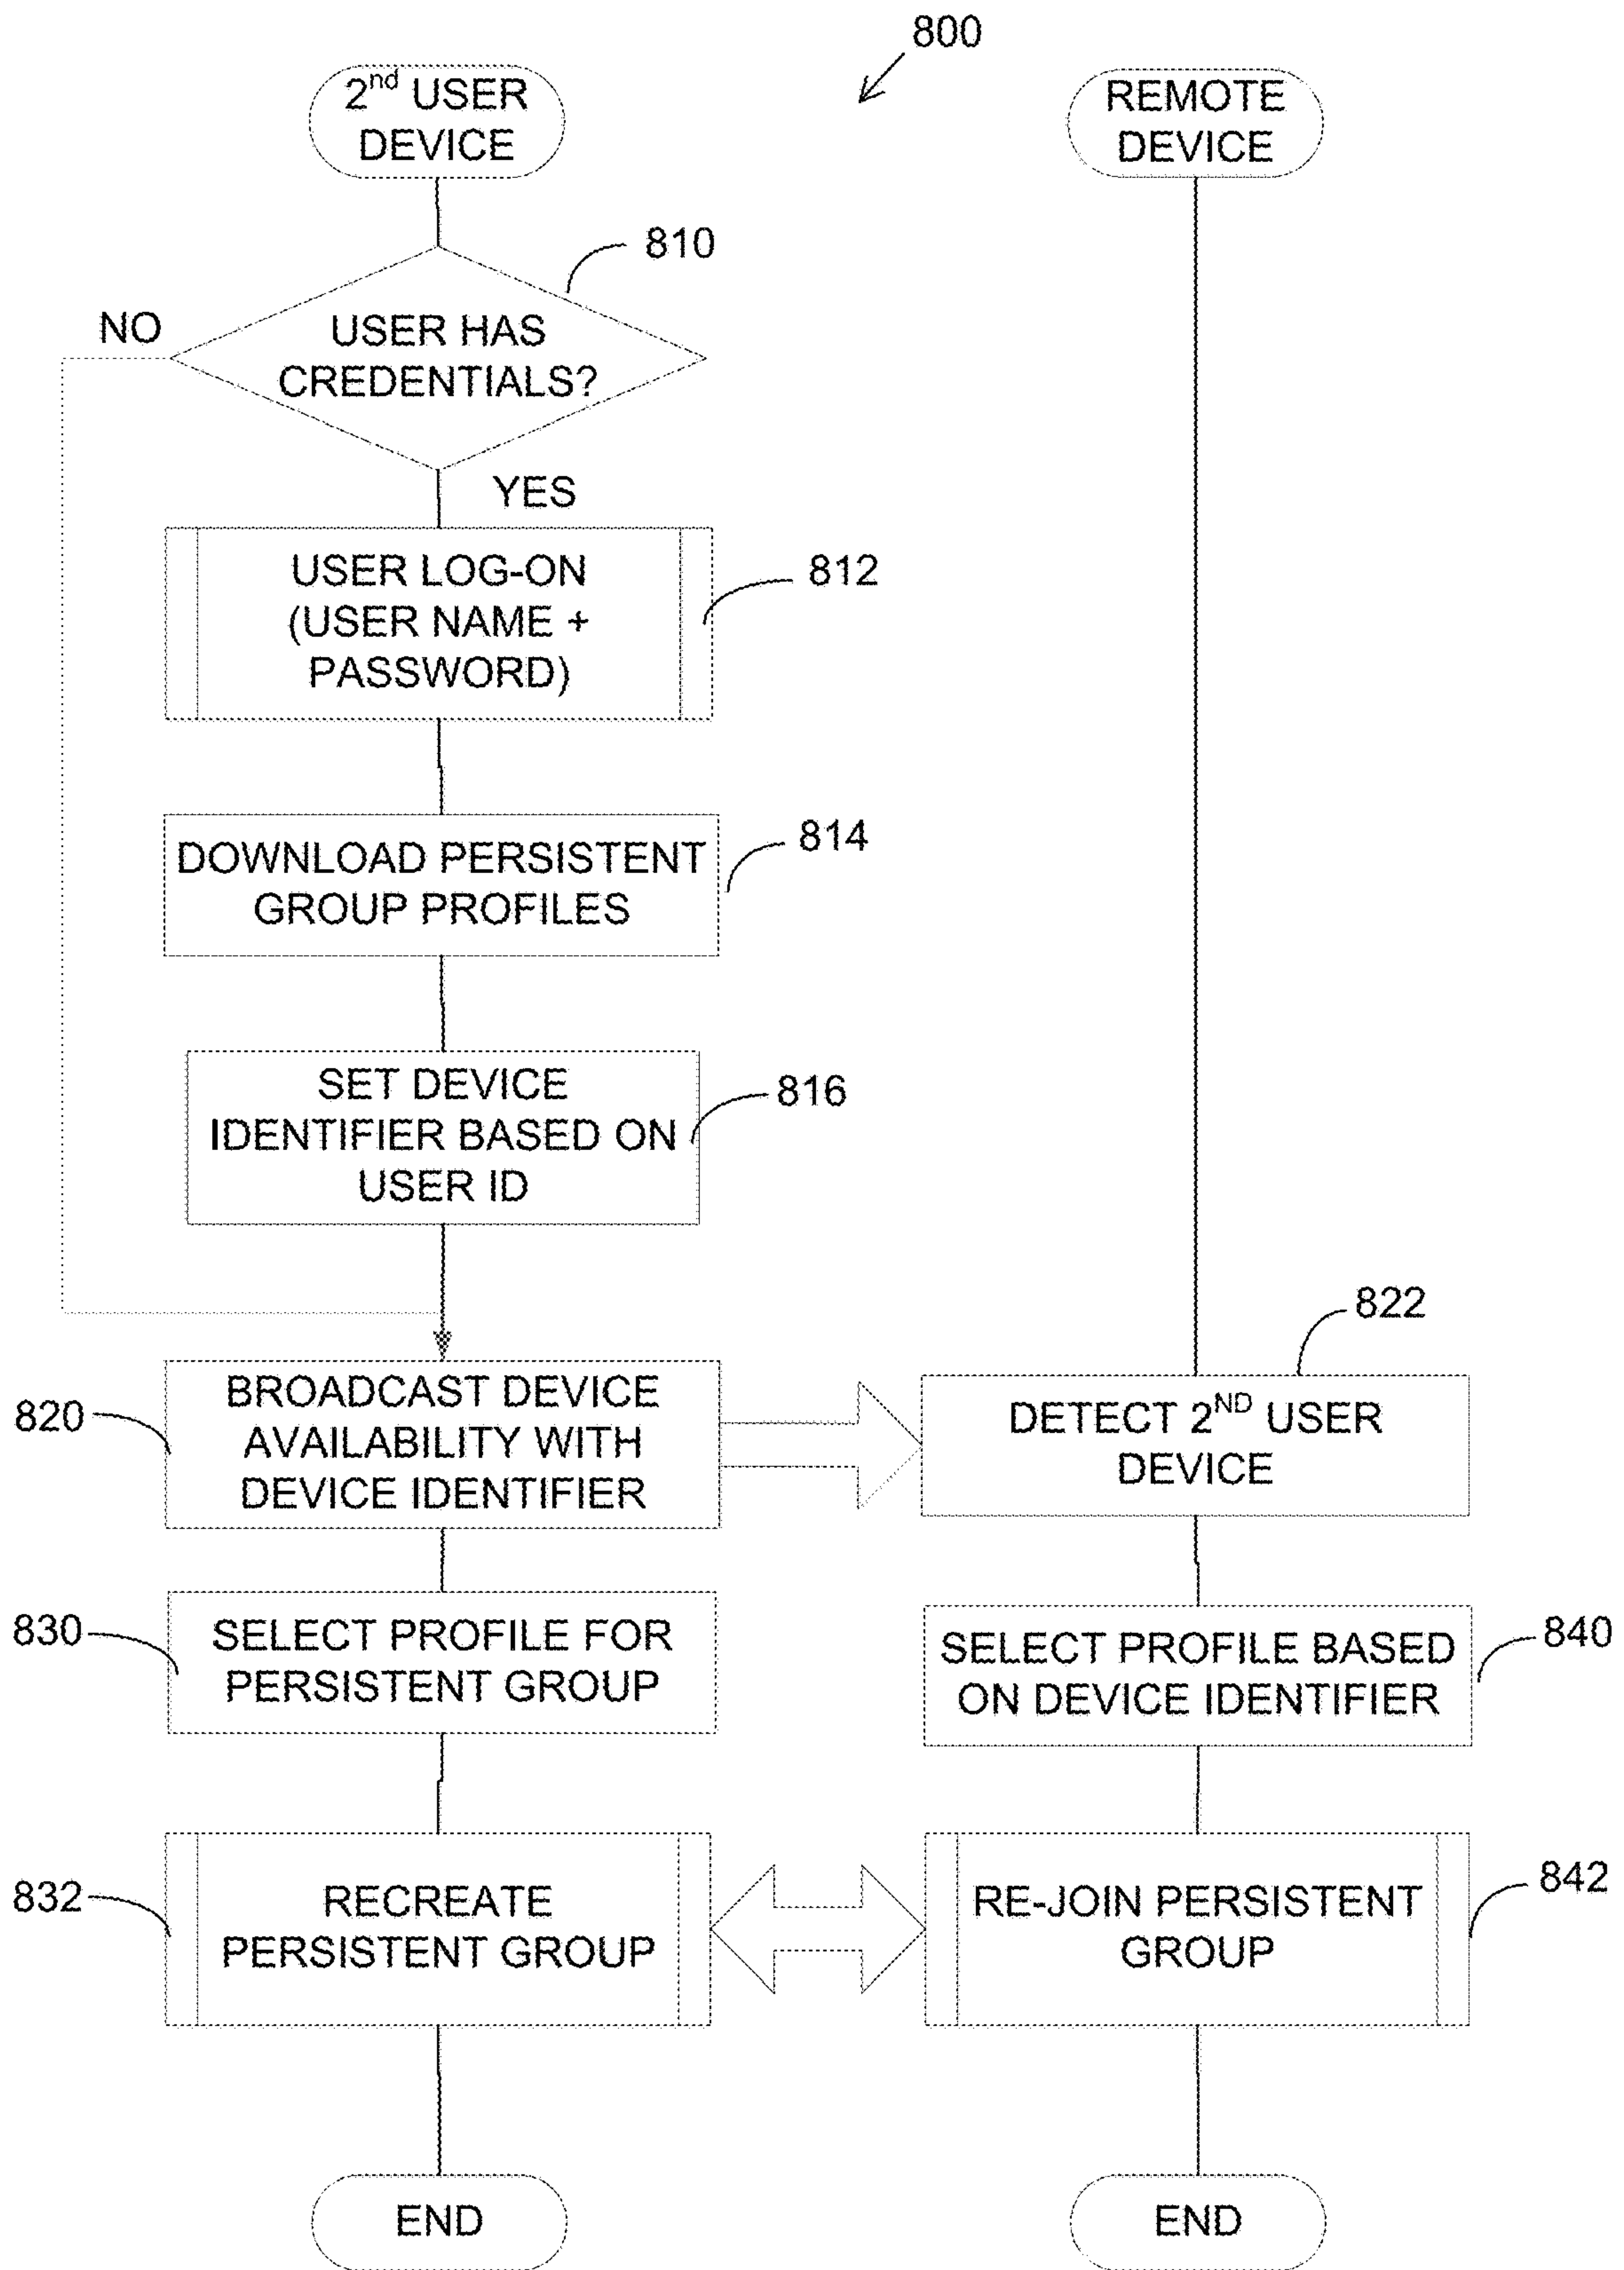 800
2nd USER
DEVICE
REMOTE
DEVICE
810
NO
USER HAS
CREDENTIALS?
YES
USER LOG-ON
(USER NAME +
PASSWORD)
812
DOWNLOAD PERSISTENT
GROUP PROFILES
814
SET DEVICE
IDENTIFIER BASED ON
USER ID
816
822
820
BROADCAST DEVICE
AVAILABILITY WITH
DEVICE IDENTIFIER
DETECT 2ND USER
DEVICE
830
SELECT PROFILE FOR
PERSISTENT GROUP
SELECT PROFILE BASED
ON DEVICE IDENTIFIER
840
832
RECREATE
PERSISTENT GROUP
RE-JOIN PERSISTENT
GROUP
842
END
END